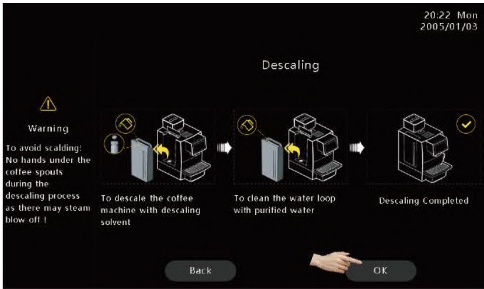 20:22 Mon
2005/01/03
Descaling
Warning
To avoid scalding:
No hands under the
coffee spouts
during the
descaling process
as there may steam
blow off !
To descale the coffee
machine with descaling
solvent
To clean the water loop
with purified water
Descaling Completed
Back
OK